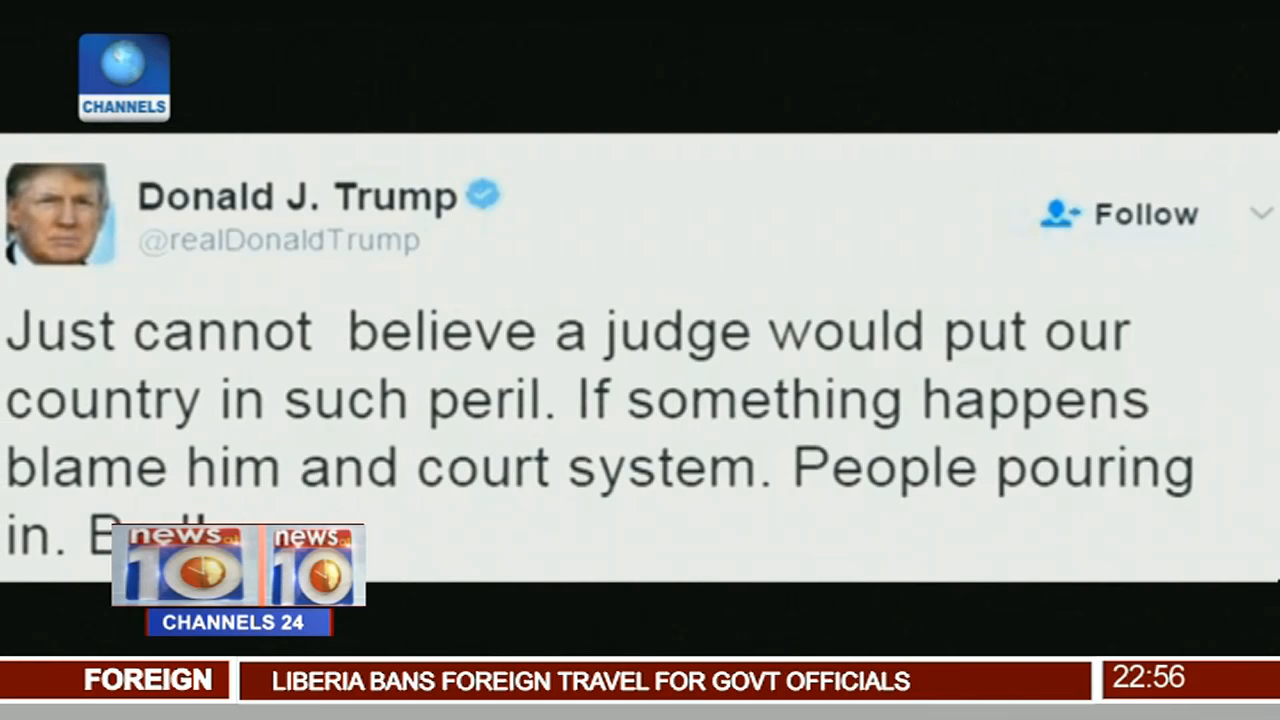 CHANNELS
Donald J. Trump
@realDonaldTrump
Follow
Just cannot believe a judge would put our
country in such peril. If something happens
blame him and court system. People pouring
in.
news at
10
news at
10
CHANNELS 24
FOREIGN
LIBERIA BANS FOREIGN TRAVEL FOR GOVT OFFICIALS
22:56